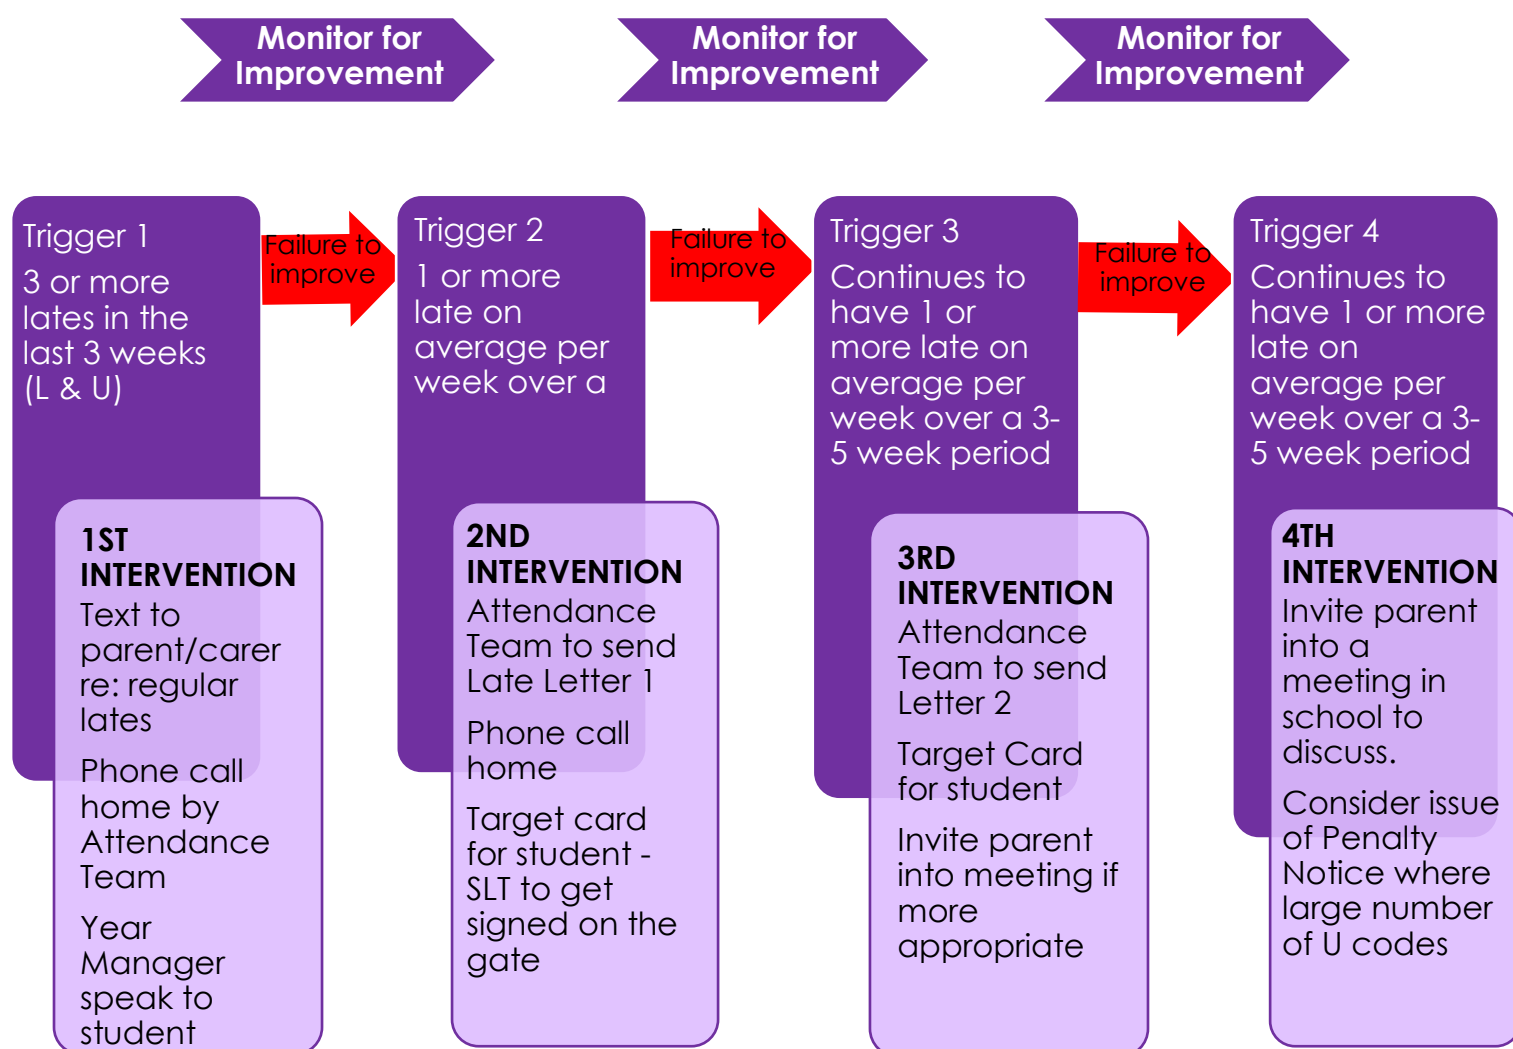 Monitor for
Improvement
Monitor for
Improvement
Monitor for
Improvement
Trigger 1
3 or more
lates in the
last 3 weeks
(L & U)
Failure to
improve
Trigger 2
1 or more
late on
average per
week over a
Failure to
improve
Trigger 3
Continues to
have 1 or
more late on
average per
week over a 3-
5 week period
Failure to
improve
Trigger 4
Continues to
have 1 or more
late on
average per
week over a 3-
5 week period
1ST
INTERVENTION
Text to
parent/carer
re: regular
lates
Phone call
home by
Attendance
Team
Year
Manager
speak to
student
2ND
INTERVENTION
Attendance
Team to send
Late Letter 1
Phone call
home
Target card
for student -
SLT to get
signed on the
gate
3RD
INTERVENTION
Attendance
Team to send
Letter 2
Target Card
for student
Invite parent
into meeting if
more
appropriate
4TH
INTERVENTION
Invite parent
into a
meeting in
school to
discuss.
Consider issue
of Penalty
Notice where
large number
of U codes